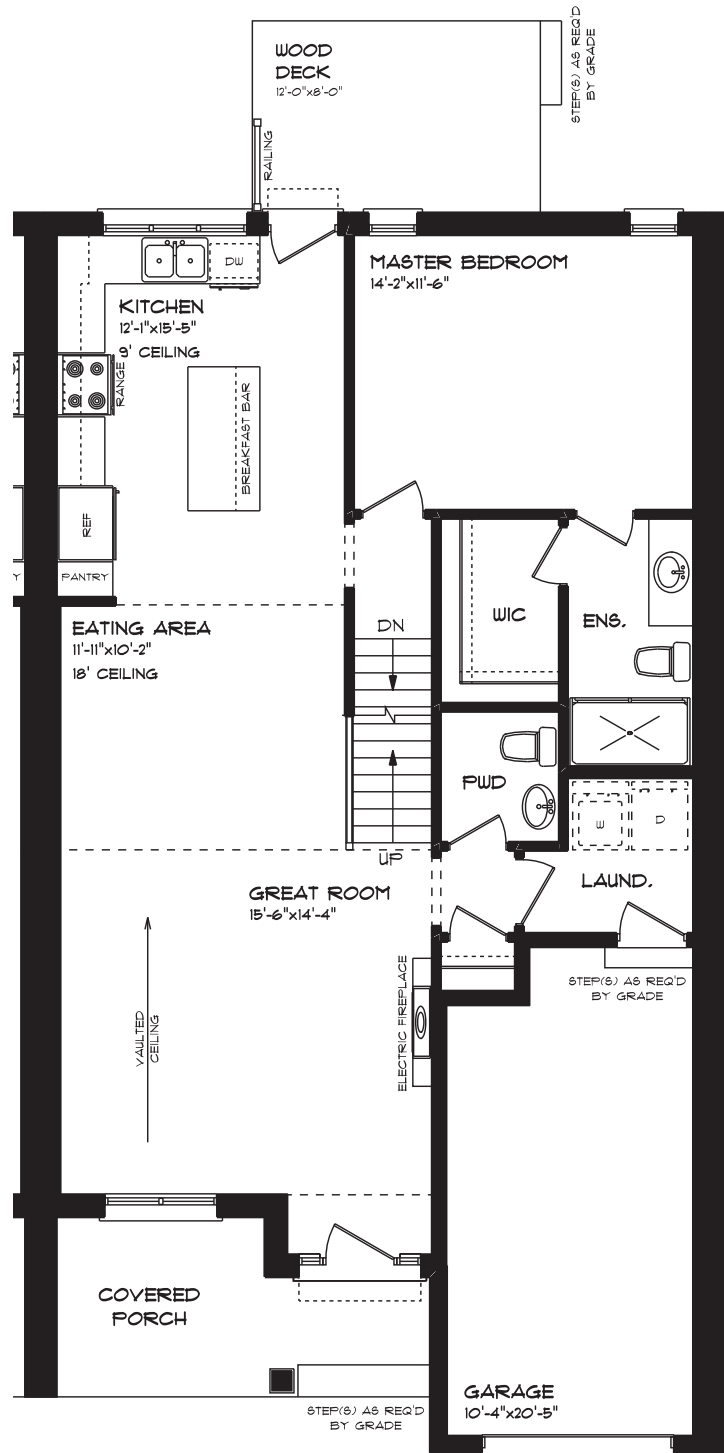 WOOD
DECK
12'-0"x8'-0"
STEP(S) AS REQ'D
BY GRADE
RAILING
DW
MASTER BEDROOM
14'-2"x11'-6"
KITCHEN
12'-1"x15'-5"
9' CEILING
RANGE
BREAKFAST BAR
REF
Y
PANTRY
WIC
ENS.
EATING AREA
11'-11"x10'-2"
18' CEILING
DN
PWD
W
D
UP
LAUND.
GREAT ROOM
15'-6"x14'-4"
STEP(S) AS REQ'D
BY GRADE
ELECTRIC FIREPLACE
VAULTED
CEILING
COVERED
PORCH
GARAGE
10'-4"x20'-5"
STEP(S) AS REQ'D
BY GRADE